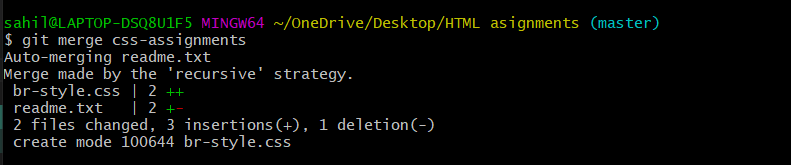 sahil@LAPTOP-DSQ8U1F5 MINGW64 ~/OneDrive/Desktop/HTML asignments (master)
$ git merge css-assignments
Auto-merging readme.txt
Merge made by the 'recursive' strategy.
 br-style.css | 2 ++
 readme.txt   | 2 +-
 2 files changed, 3 insertions(+), 1 deletion(-)
 create mode 100644 br-style.css